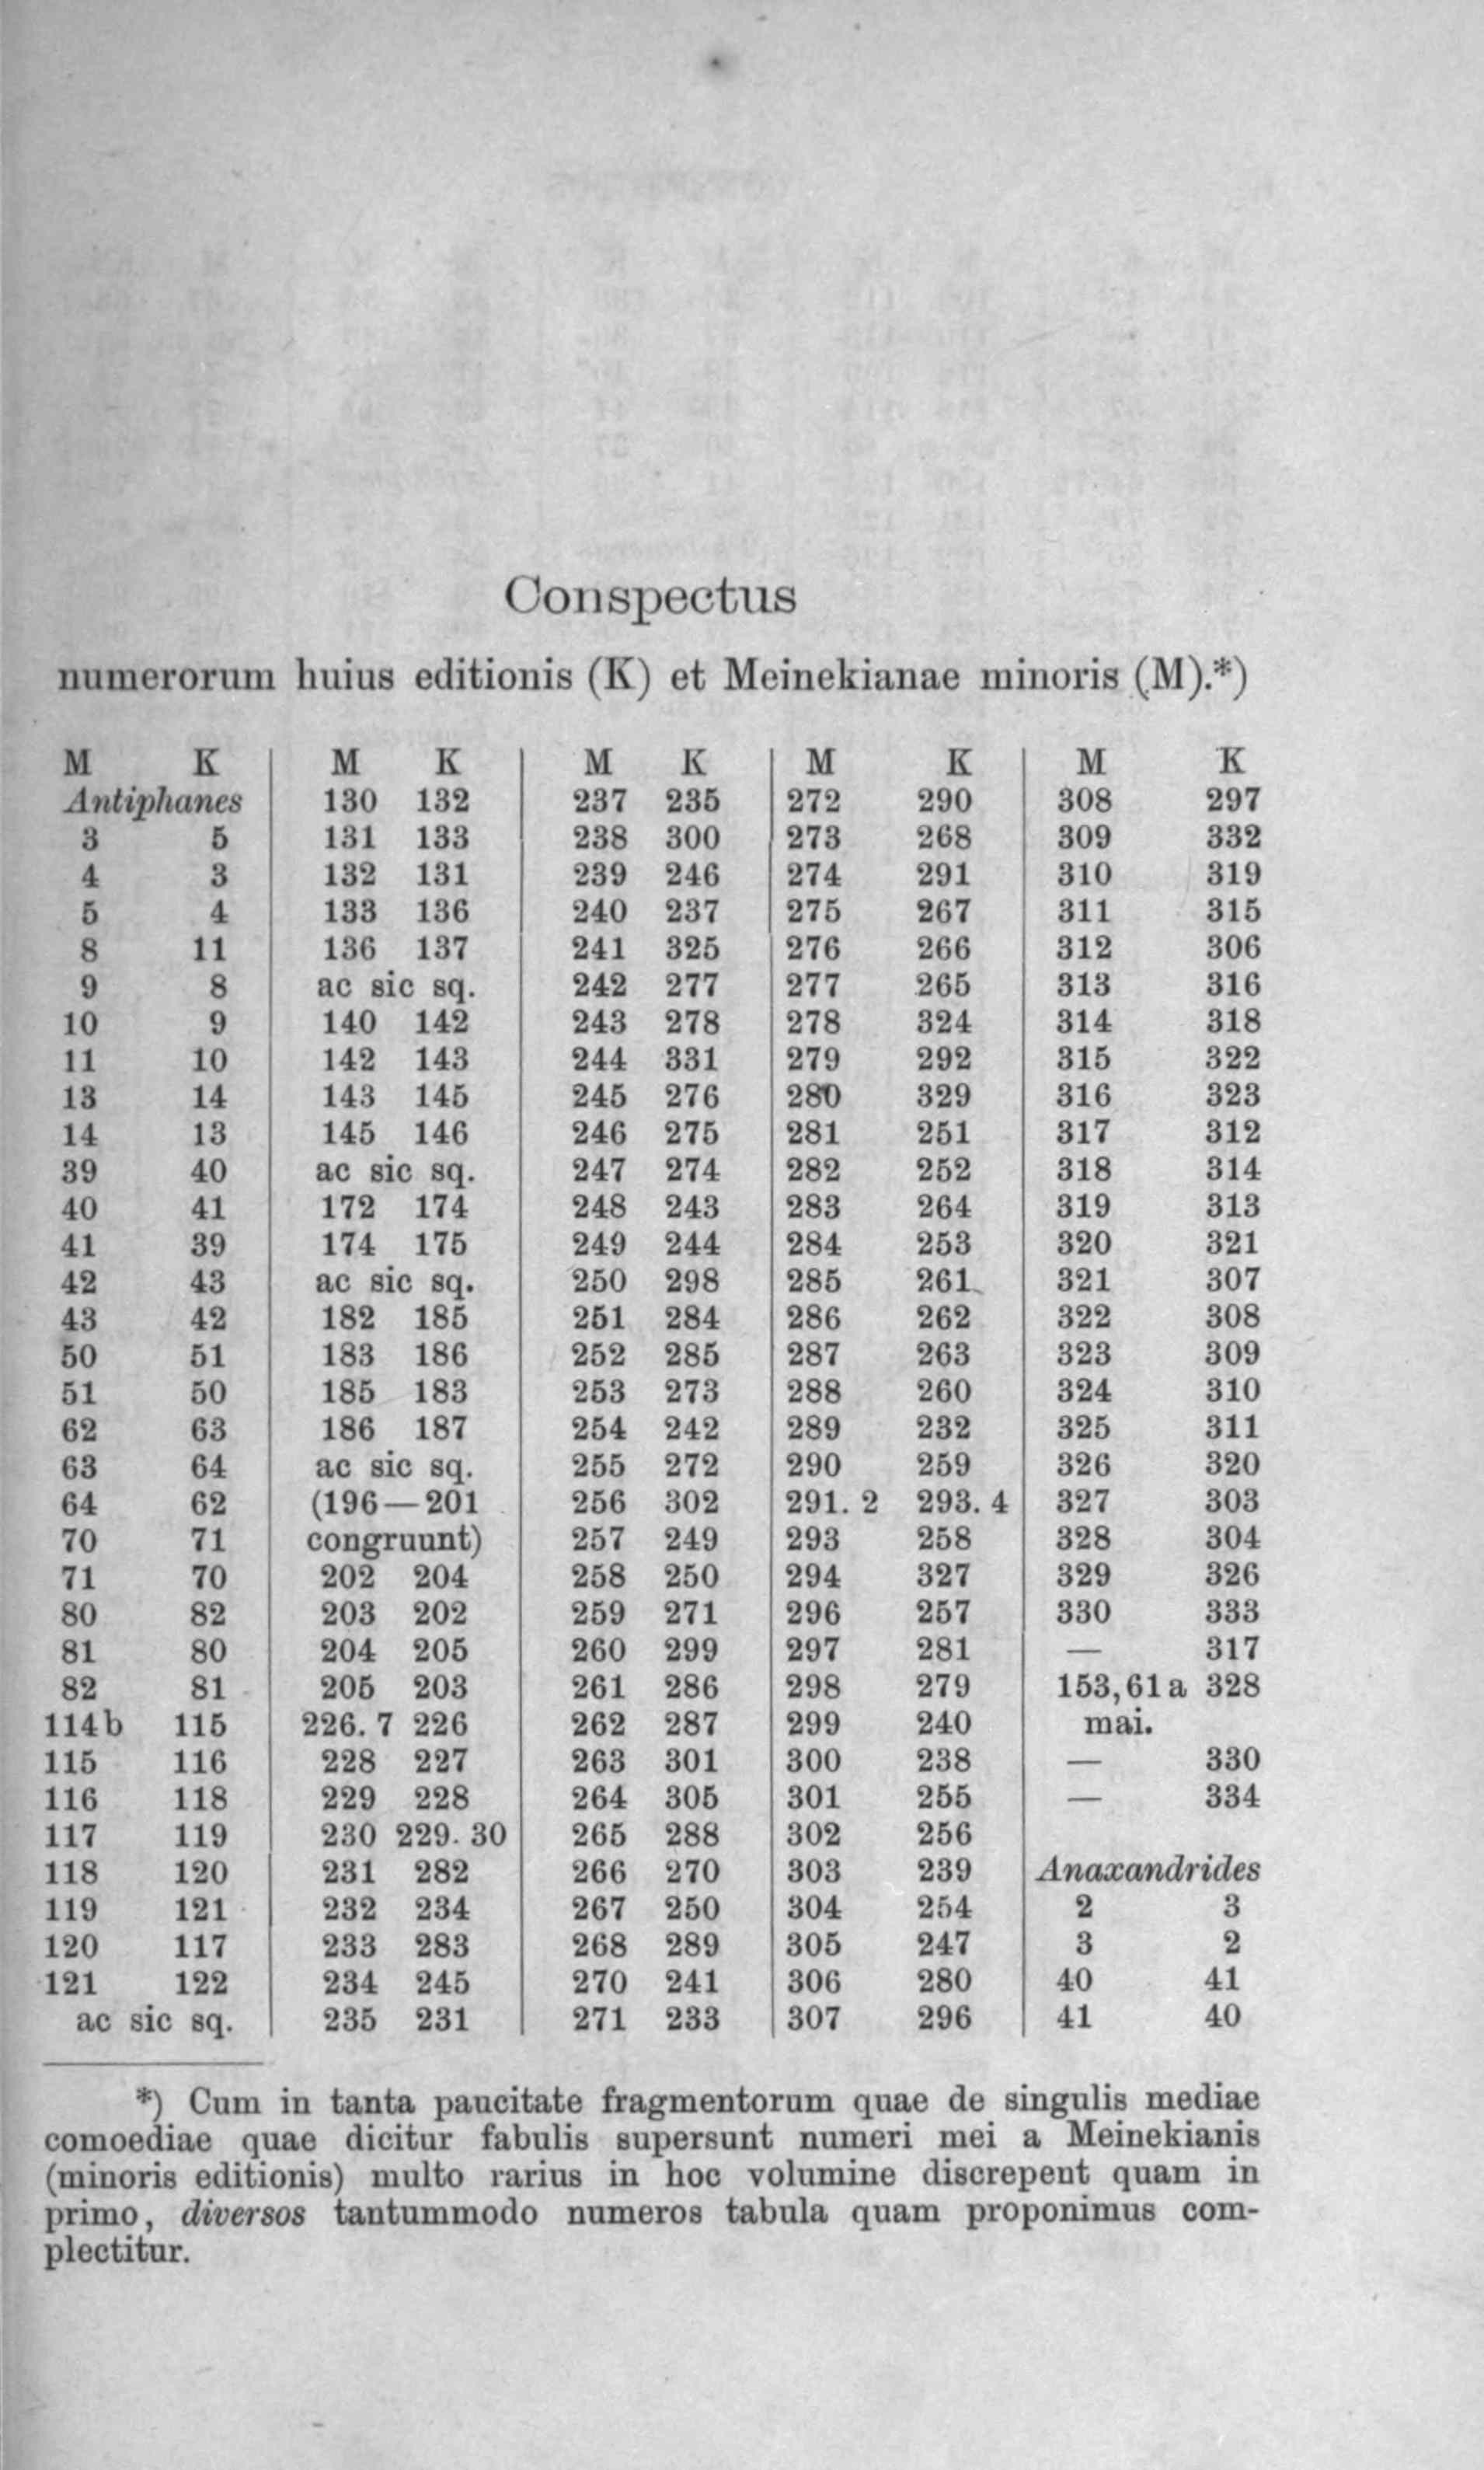 Conspectus
numerorum huius editionis (K) et Meinekianae minoris (M).*)
M K M K M K M K M K
Antiphanes 130 132 237 235 272 290 308 297
3 5 131 133 238 300 273 268 309 332
4 3 132 131 239 246 274 291 310 319
5 4 133 136 240 237 275 267 311 315
8 11 136 137 241 325 276 266 312 306
9 8 ac sic sq. 242 277 277 265 313 316
10 9 140 142 243 278 278 324 314 318
11 10 142 143 244 331 279 292 315 322
13 14 143 145 245 276 280 329 316 323
14 13 145 146 246 275 281 251 317 312
39 40 ac sic sq. 247 274 282 252 318 314
40 41 172 174 248 243 283 264 319 313
41 39 174 175 249 244 284 253 320 321
42 43 ac sic sq. 250 298 285 261 321 307
43 42 182 185 251 284 286 262 322 308
50 51 183 186 252 285 287 263 323 309
51 50 185 183 253 273 288 260 324 310
62 63 186 187 254 242 289 232 325 311
63 64 ac sic sq. 255 272 290 259 326 320
64 62 (196—201 256 302 291. 2 293. 4 327 303
70 71 congruunt) 257 249 293 258 328 304
71 70 202 204 258 250 294 327 329 326
80 82 203 202 259 271 296 257 330 333
81 80 204 205 260 299 297 281 — 317
82 81 205 203 261 286 298 279 153,61a 328
114b 115 226. 7 226 262 287 299 240 mai.
115 116 228 227 263 301 300 238 — 330
116 118 229 228 264 305 301 255 — 334
117 119 230 229. 30 265 288 302 256
118 120 231 282 266 270 303 239 Anaxandrides
119 121 232 234 267 250 304 254 2 3
120 117 233 283 268 289 305 247 3 2
121 122 234 245 270 241 306 280 40 41
ac sic sq. 235 231 271 233 307 296 41 40
*) Cum in tanta paucitate fragmentorum quae de singulis mediae
comoediae quae dicitur fabulis supersunt numeri mei a Meinekianis
(minoris editionis) multo rarius in hoc volumine discrepent quam in
primo, diversos tantummodo numeros tabula quam proponimus com-
plectitur.